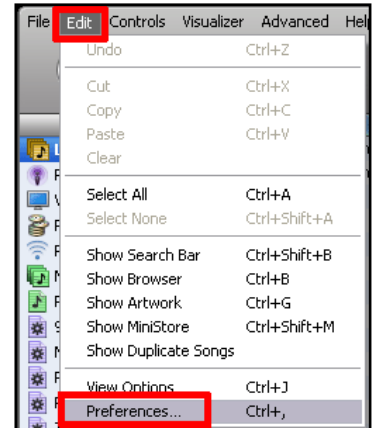 File Edit Controls Visualizer Advanced Hel
Undo Ctrl+Z
Cut Ctrl+X
Copy Ctrl+C
Paste Ctrl+V
Clear
Select All Ctrl+A
Select None Ctrl+Shift+A
Show Search Bar Ctrl+Shift+B
Show Browser Ctrl+B
Show Artwork Ctrl+G
Show MiniStore Ctrl+Shift+M
Show Duplicate Songs
View Options Ctrl+J
Preferences... Ctrl+,